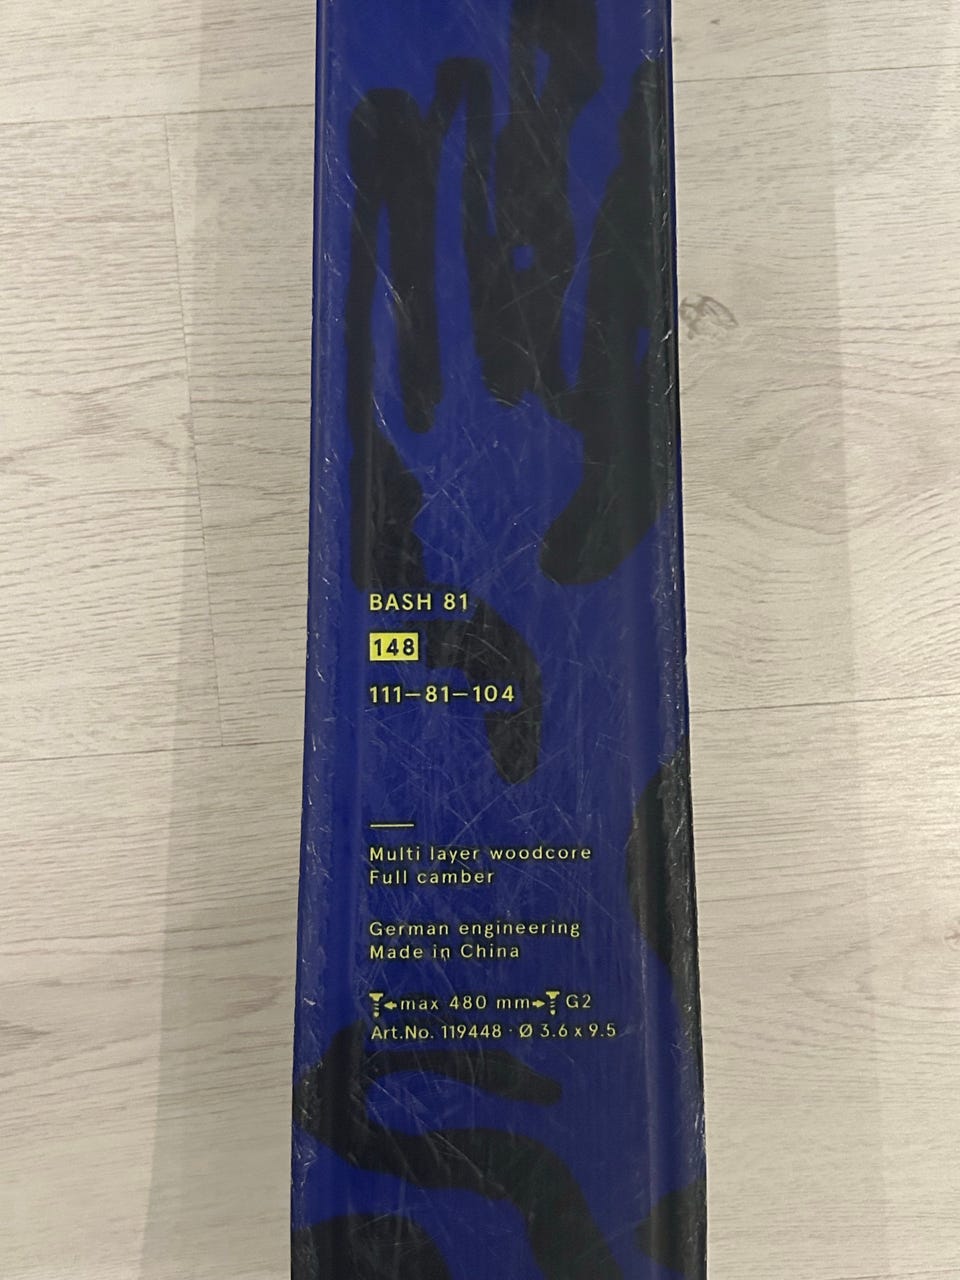 BASH 81
148
111–81–104
Multi layer woodcore
Full camber
German engineering
Made in China
max 480 mm G2
Art.No. 119448 · Ø 3.6 x 9.5